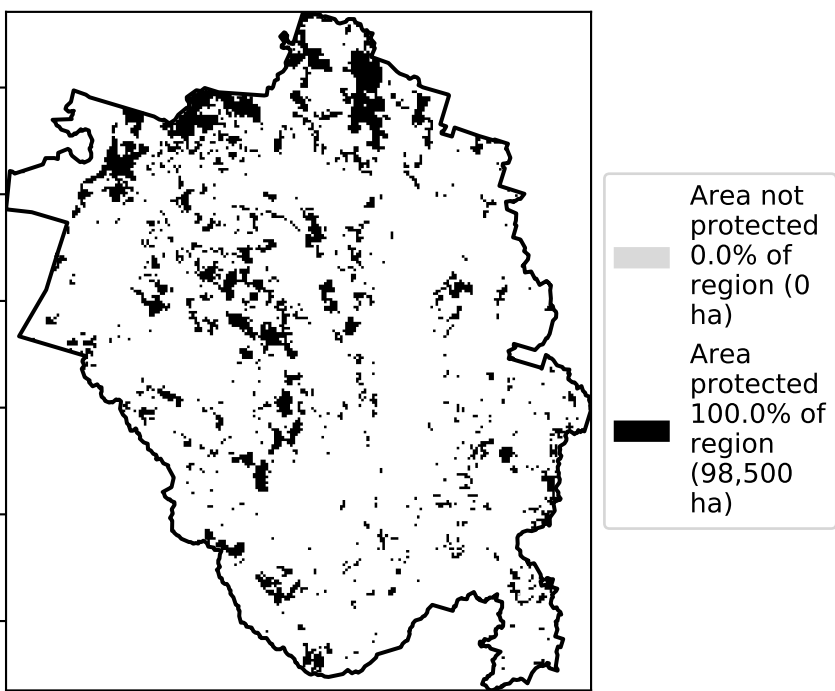 Area not
protected
0.0% of
region (0
ha)
Area
protected
100.0% of
region
(98,500
ha)